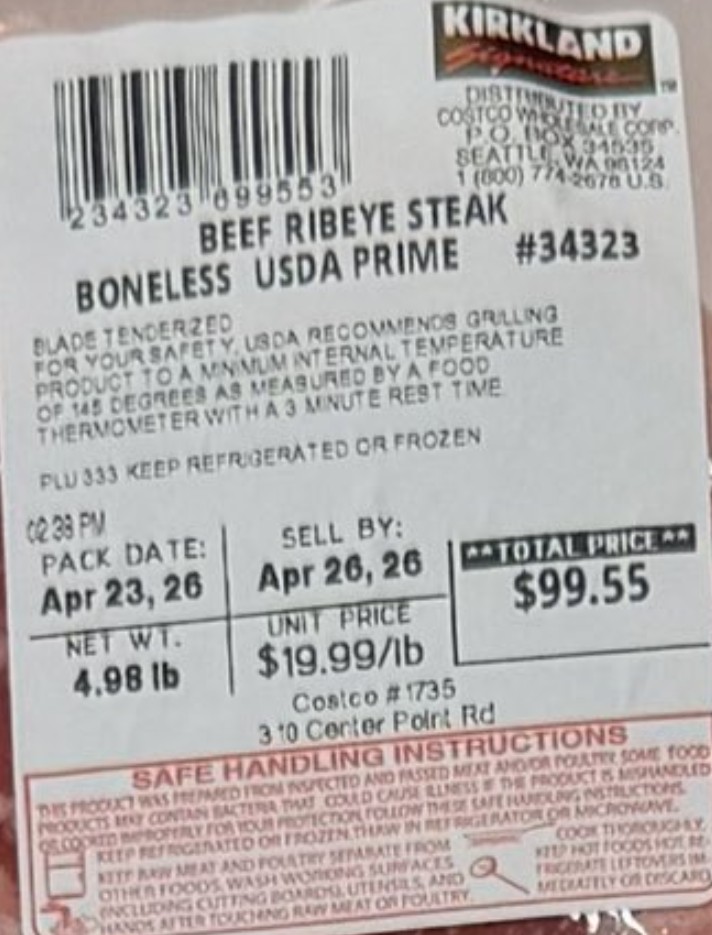 KIRKLAND
Signature
TM
DISTRIBUTED BY
COSTCO WHOLESALE CORP.
P.O. BOX 34535
SEATTLE, WA 98124
1 (800) 774-2678 U.S.
234323 099553
BEEF RIBEYE STEAK
BONELESS USDA PRIME #34323
BLADE TENDERZED
FOR YOUR SAFETY, USDA RECOMMENDS GRILLING
PRODUCT TO A MINIMUM INTERNAL TEMPERATURE
OF 145 DEGREES AS MEASURED BY A FOOD
THERMOMETER WITH A 3 MINUTE REST TIME
PLU 333 KEEP REFRIGERATED OR FROZEN
02:38 PM
PACK DATE:
Apr 23, 26
SELL BY:
Apr 26, 26
**TOTAL PRICE**
$99.55
NET WT.
4.98 lb
UNIT PRICE
$19.99/lb
Costco #1735
310 Center Point Rd
SAFE HANDLING INSTRUCTIONS
THIS PRODUCT WAS PREPARED FROM INSPECTED AND PASSED MEAT AND/OR POULTRY. SOME FOOD
PRODUCTS MAY CONTAIN BACTERIA THAT COULD CAUSE ILLNESS IF THE PRODUCT IS MISHANDLED
OR COOKED IMPROPERLY. FOR YOUR PROTECTION, FOLLOW THESE SAFE HANDLING INSTRUCTIONS.
KEEP REFRIGERATED OR FROZEN. THAW IN REFRIGERATOR OR MICROWAVE.
KEEP RAW MEAT AND POULTRY SEPARATE FROM
OTHER FOODS. WASH WORKING SURFACES
(INCLUDING CUTTING BOARDS), UTENSILS, AND
HANDS AFTER TOUCHING RAW MEAT OR POULTRY.
COOK THOROUGHLY.
KEEP HOT FOODS HOT. RE-
FRIGERATE LEFTOVERS IM-
MEDIATELY OR DISCARD